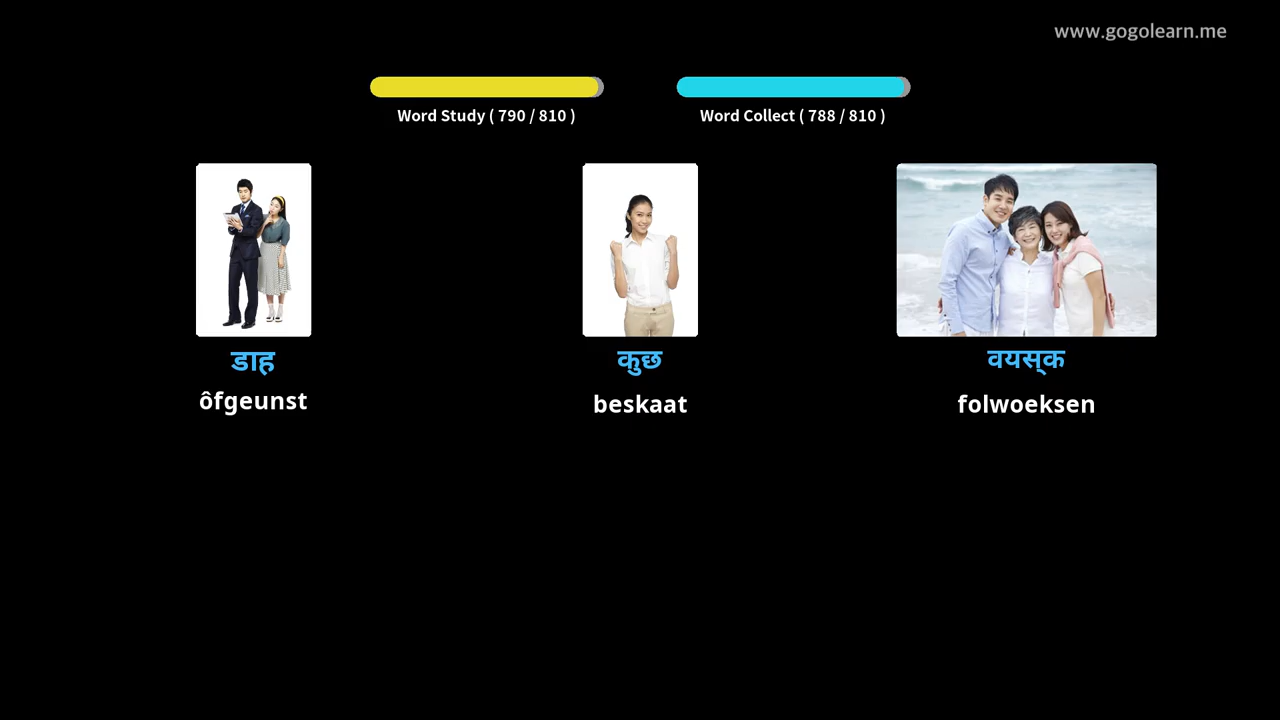 www.gogolearn.me
Word Study ( 790 / 810 )
Word Collect ( 788 / 810 )
डाह
कुछ
वयस्क
ôfgeunst
beskaat
folwoeksen